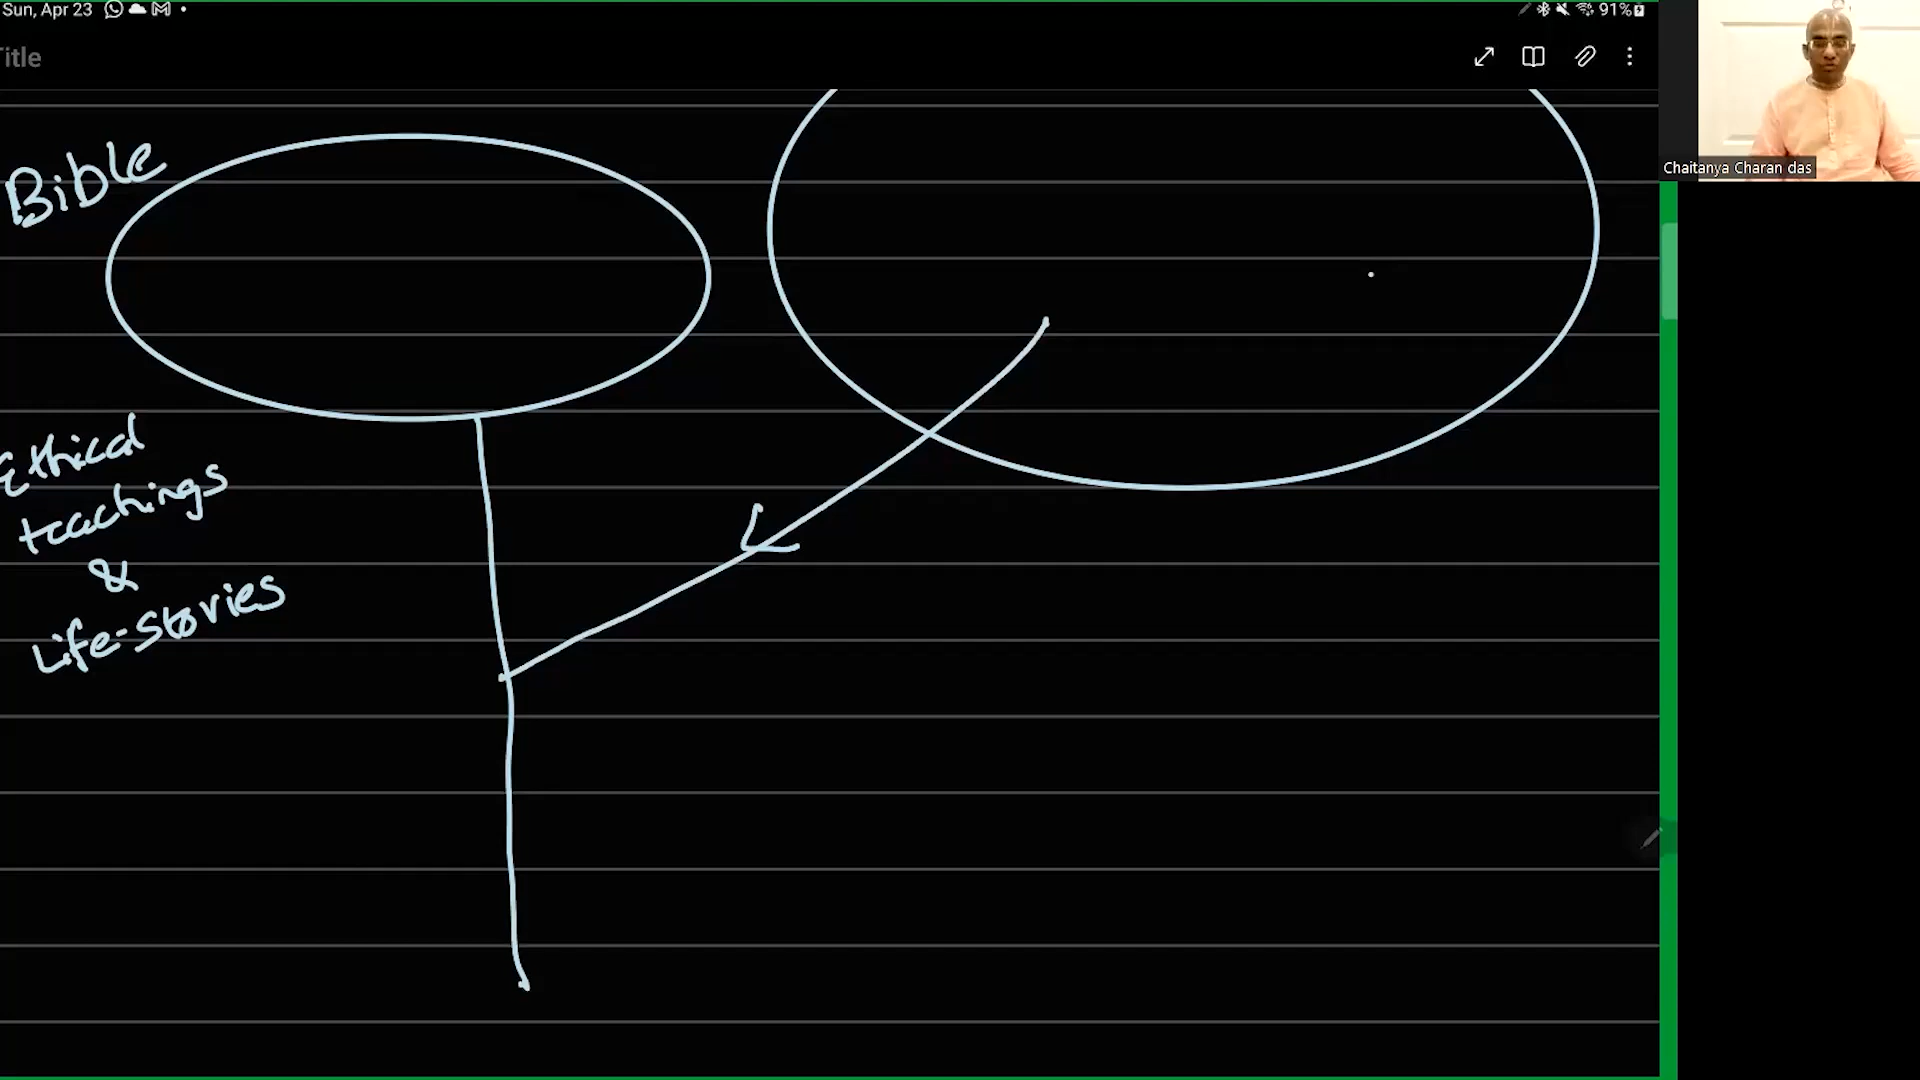 Sun, Apr 23
91%
Title
Chaitanya Charan das
Bible
Ethical
teachings
&
Life-stories